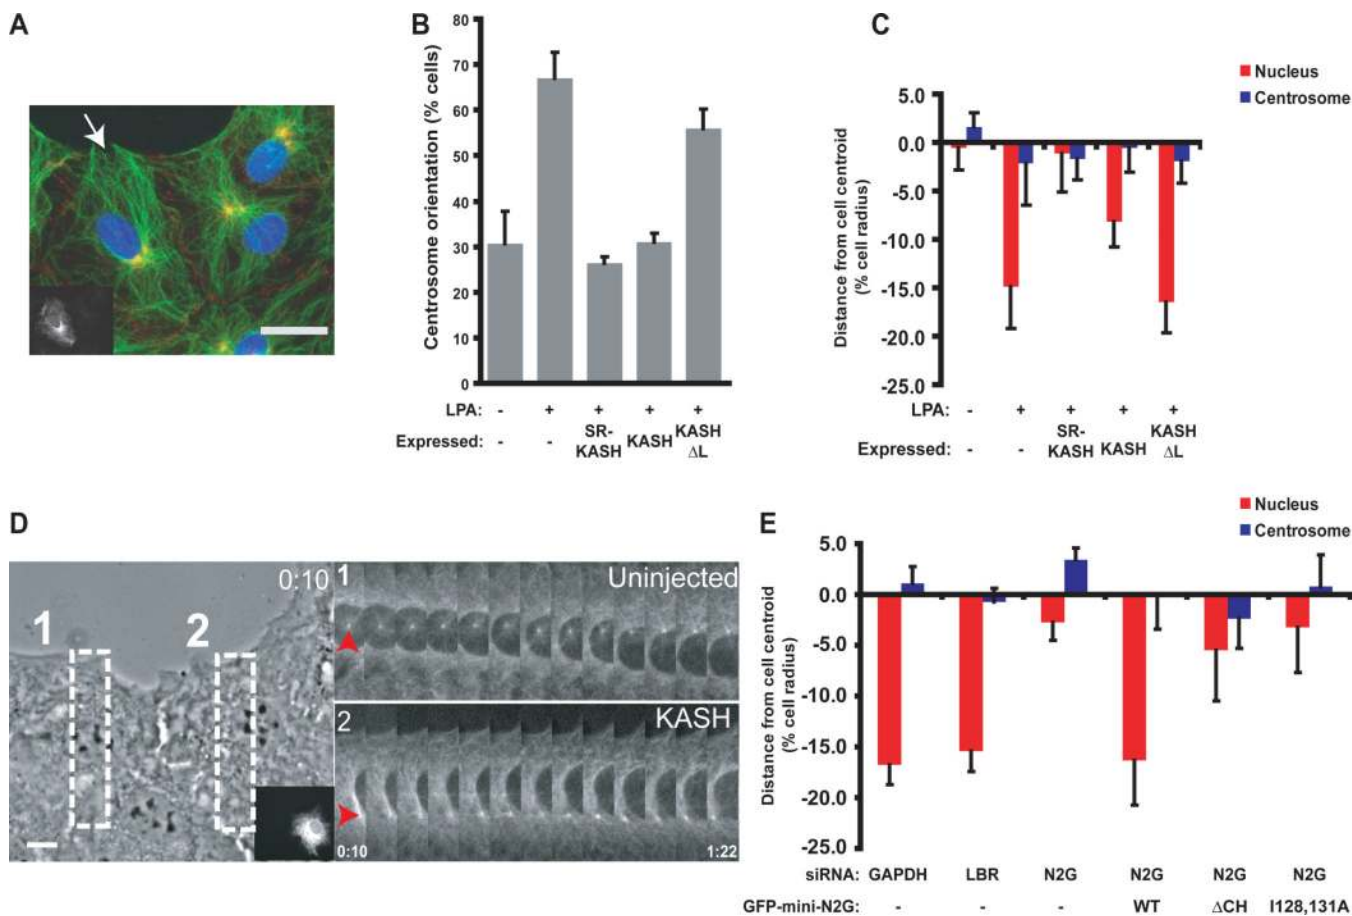 A
B
Centrosome orientation (% cells)
80
70
60
50
40
30
20
10
0
LPA: - + + + +
Expressed: - - SR-KASH KASH KASH ΔL
C
Nucleus
Centrosome
Distance from cell centroid
(% cell radius)
5.0
0.0
-5.0
-10.0
-15.0
-20.0
-25.0
LPA: - + + + +
Expressed: - - SR-KASH KASH KASH ΔL
D
0:10
1
2
1
Uninjected
2
KASH
0:10
1:22
E
Nucleus
Centrosome
Distance from cell centroid
(% cell radius)
5.0
0.0
-5.0
-10.0
-15.0
-20.0
-25.0
siRNA: GAPDH LBR N2G N2G N2G N2G
GFP-mini-N2G: - - - WT ΔCH I128,131A